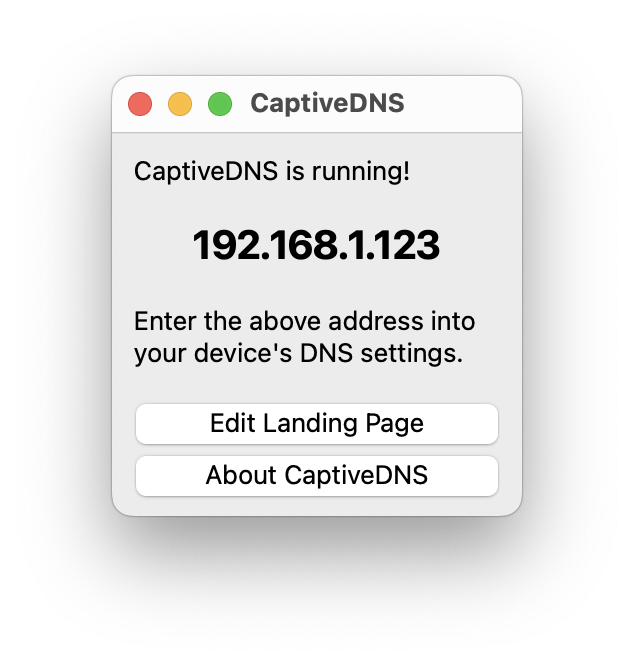 CaptiveDNS
CaptiveDNS is running!
192.168.1.123
Enter the above address into
your device's DNS settings.
Edit Landing Page
About CaptiveDNS